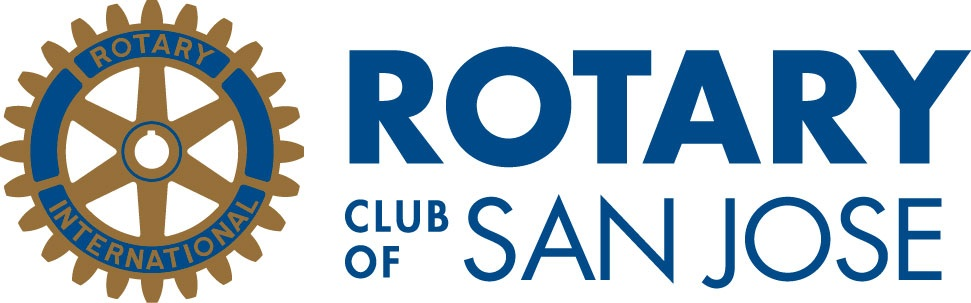 ROTARY
INTERNATIONAL
ROTARY
CLUB
OF
SAN JOSE